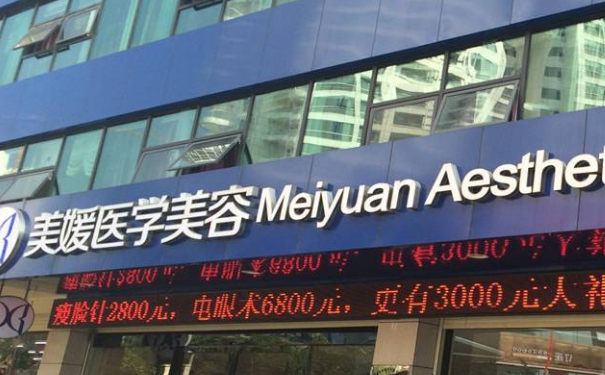 美媛医学美容 Meiyuan Aesthet
瘦脸针2800元，电眼术6800元，更有3000元大